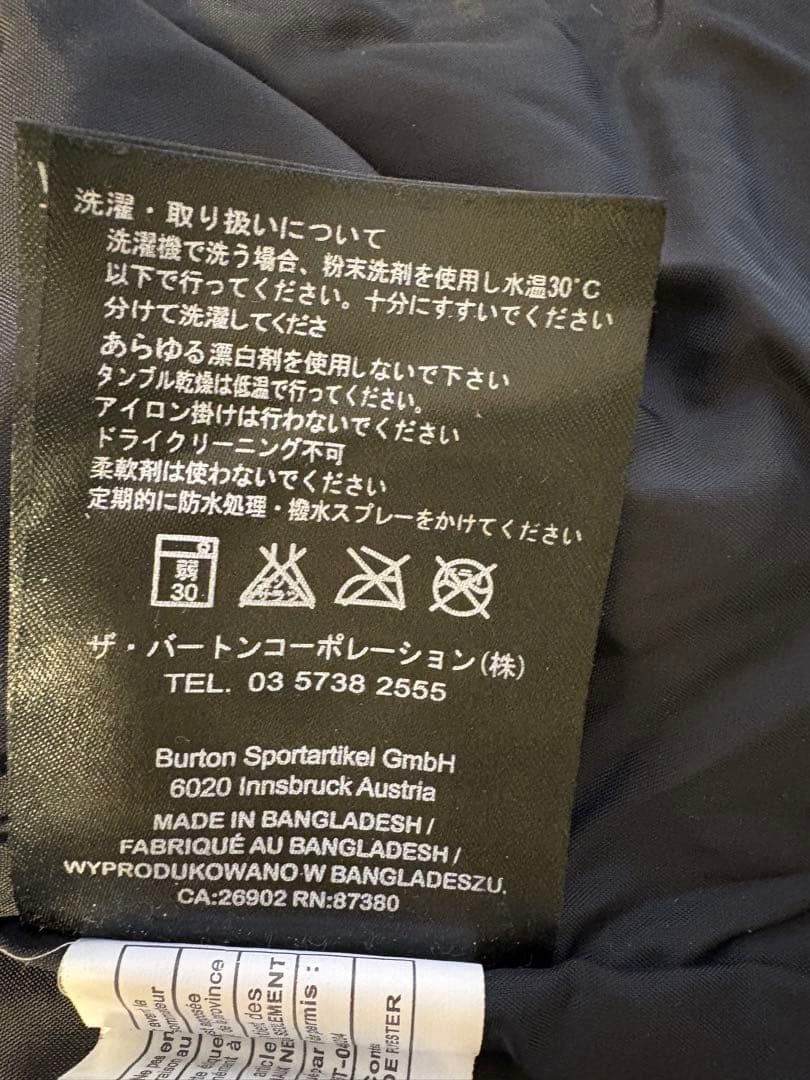 洗濯・取り扱いについて
洗濯機で洗う場合、粉末洗剤を使用し水温30°C
以下で行ってください。十分にすすいでください
分けて洗濯してくださ
あらゆる漂白剤を使用しないで下さい
タンブル乾燥は低温で行ってください。
アイロン掛けは行わないでください
ドライクリーニング不可
柔軟剤は使わないでください
定期的に防水処理・撥水スプレーをかけてください
弱
30
ザ・バートンコーポレーション(株)
TEL. 03 5738 2555
Burton Sportartikel GmbH
6020 Innsbruck Austria
MADE IN BANGLADESH /
FABRIQUÉ AU BANGLADESH /
WYPRODUKOWANO W BANGLADESZU.
CA:26902 RN:87380